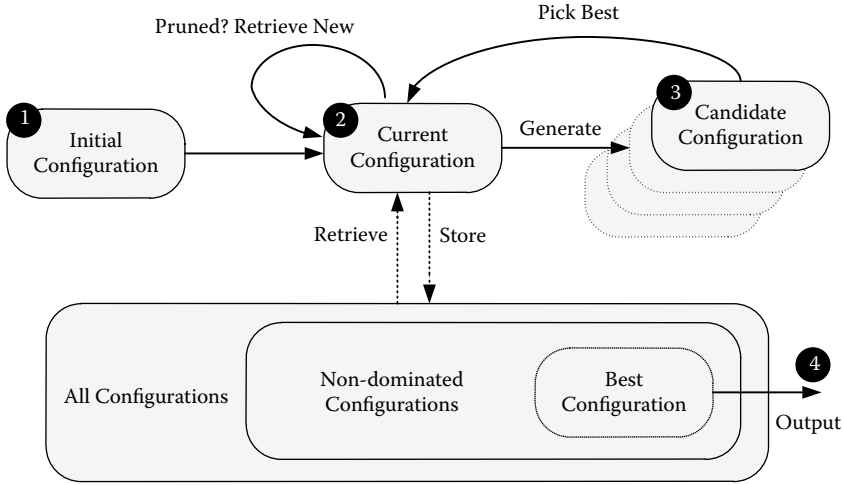 Pick Best
Pruned? Retrieve New
1
Initial
Configuration
2
Current
Configuration
Generate
3
Candidate
Configuration
Retrieve
Store
All Configurations
Non-dominated
Configurations
Best
Configuration
4
Output